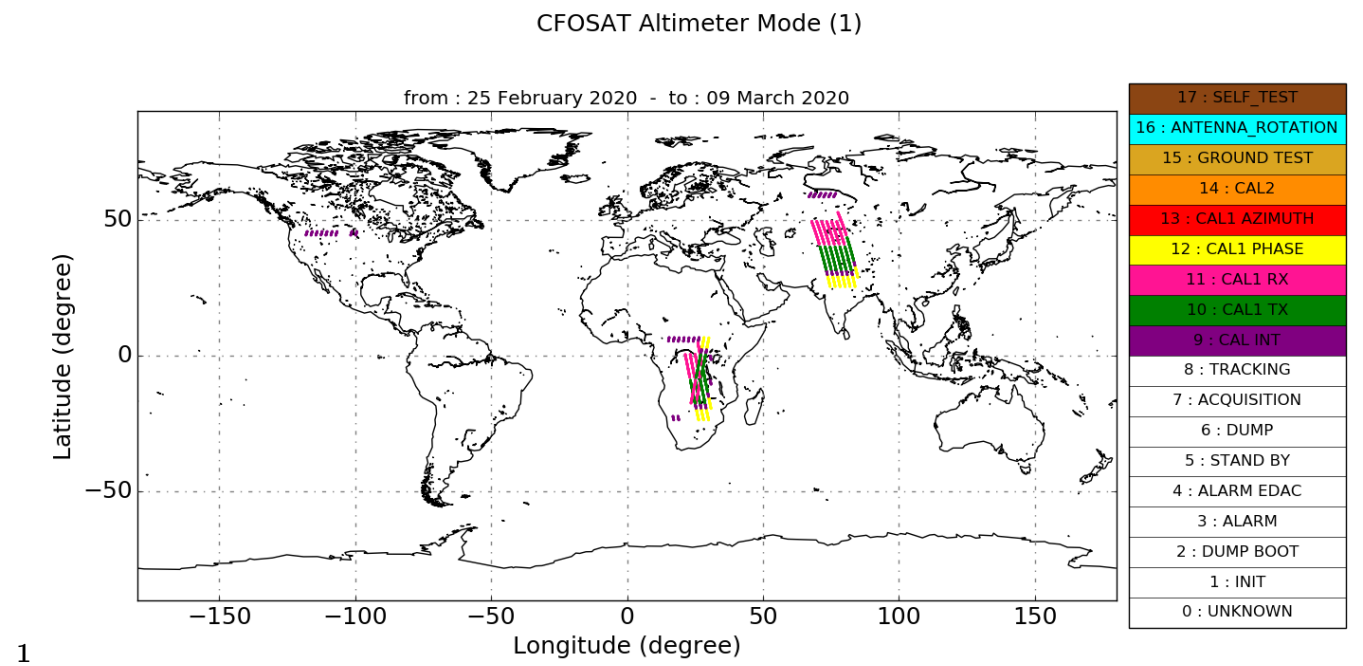 CFOSAT Altimeter Mode (1)
from : 25 February 2020 - to : 09 March 2020
17 : SELF_TEST
16 : ANTENNA_ROTATION
15 : GROUND TEST
14 : CAL2
13 : CAL1 AZIMUTH
12 : CAL1 PHASE
11 : CAL1 RX
10 : CAL1 TX
9 : CAL INT
8 : TRACKING
7 : ACQUISITION
6 : DUMP
5 : STAND BY
4 : ALARM EDAC
3 : ALARM
2 : DUMP BOOT
1 : INIT
0 : UNKNOWN
Latitude (degree)
50
0
−50
−150 −100 −50 0 50 100 150
Longitude (degree)
1